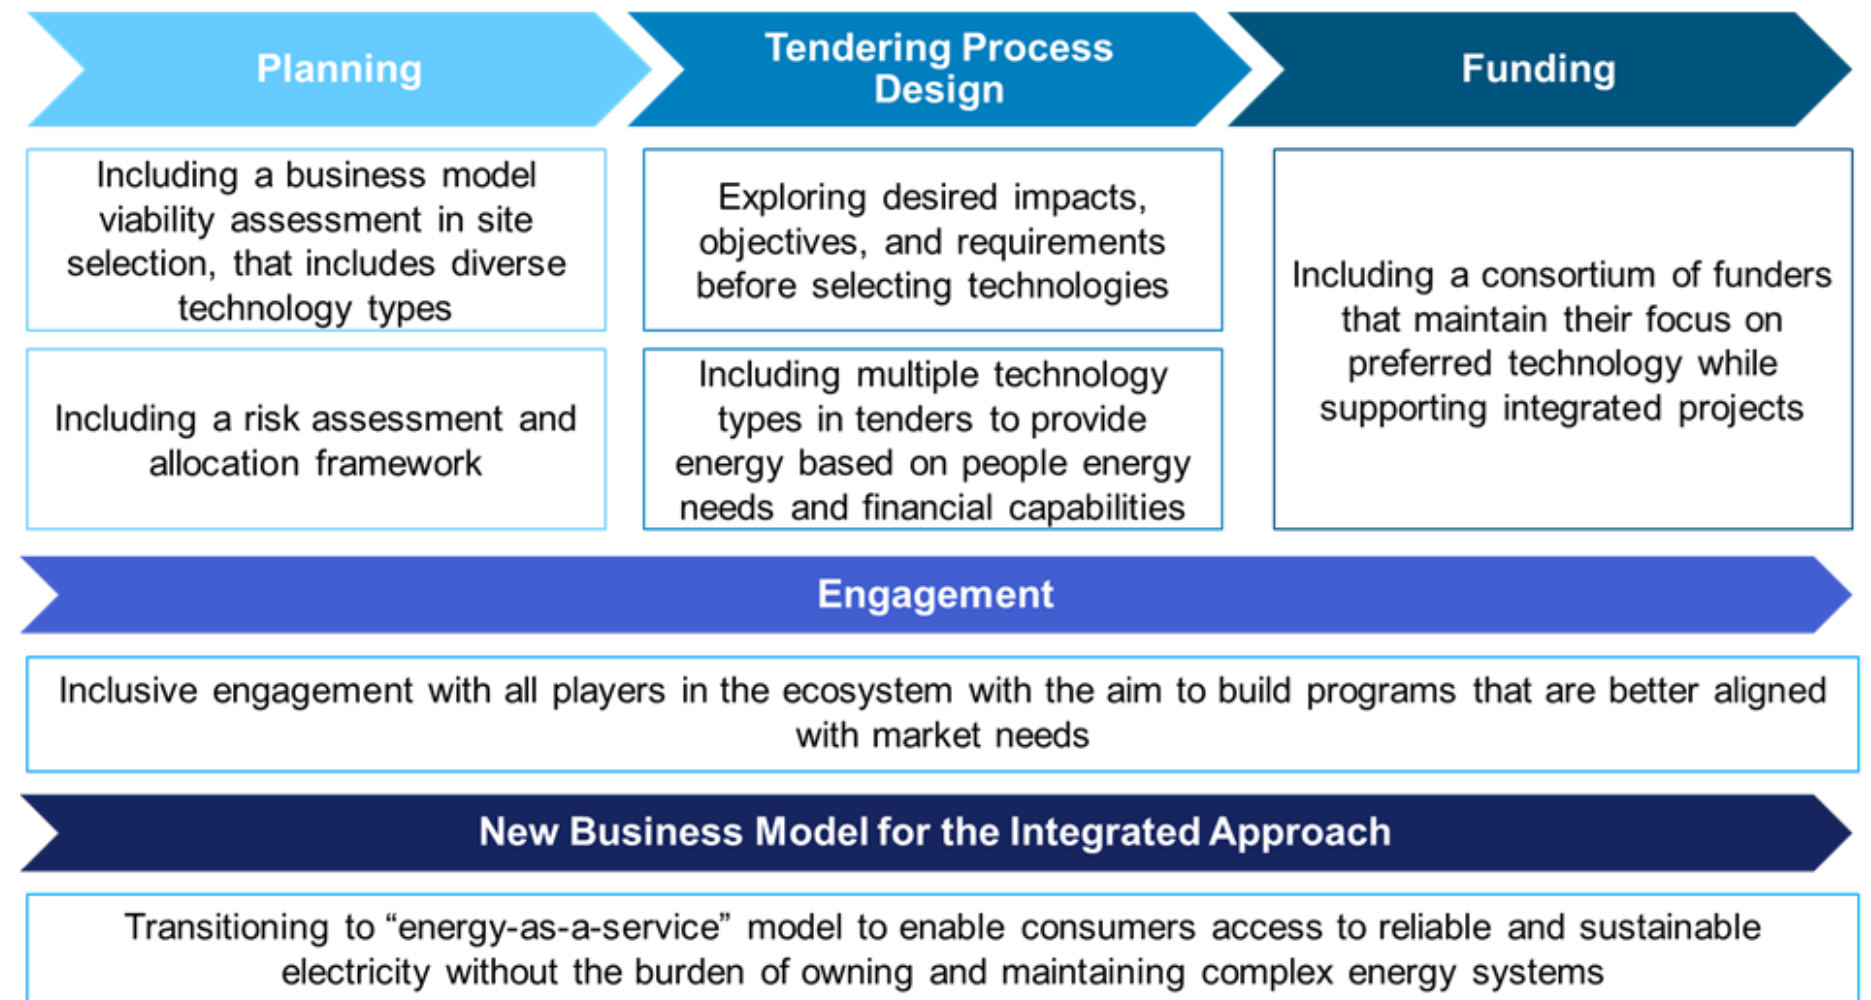 Planning
Tendering Process
Design
Funding
Including a business model
viability assessment in site
selection, that includes diverse
technology types
Including a risk assessment and
allocation framework
Exploring desired impacts,
objectives, and requirements
before selecting technologies
Including multiple technology
types in tenders to provide
energy based on people energy
needs and financial capabilities
Including a consortium of funders
that maintain their focus on
preferred technology while
supporting integrated projects
Engagement
Inclusive engagement with all players in the ecosystem with the aim to build programs that are better aligned
with market needs
New Business Model for the Integrated Approach
Transitioning to “energy-as-a-service” model to enable consumers access to reliable and sustainable
electricity without the burden of owning and maintaining complex energy systems